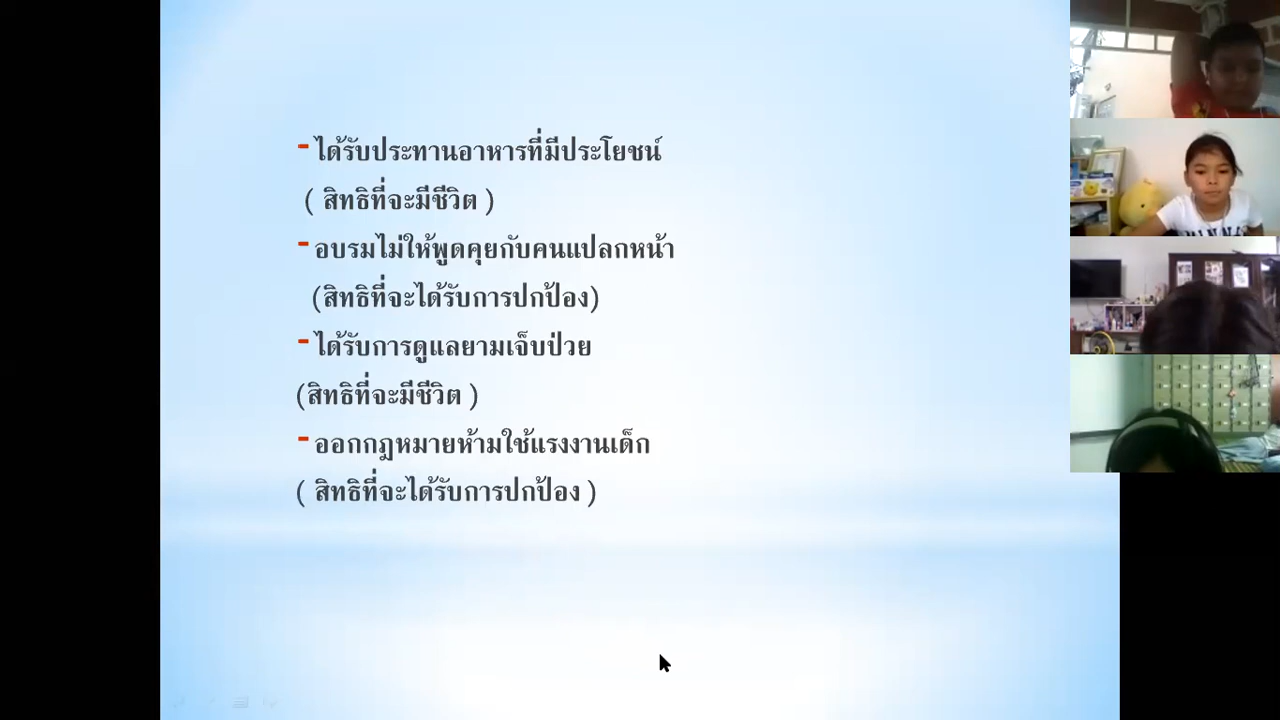 - ได้รับประทานอาหารที่มีประโยชน์
( สิทธิที่จะมีชีวิต )
- อบรมไม่ให้พูดคุยกับคนแปลกหน้า
(สิทธิที่จะได้รับการปกป้อง)
- ได้รับการดูแลยามเจ็บป่วย
(สิทธิที่จะมีชีวิต )
- ออกกฎหมายห้ามใช้แรงงานเด็ก
( สิทธิที่จะได้รับการปกป้อง )